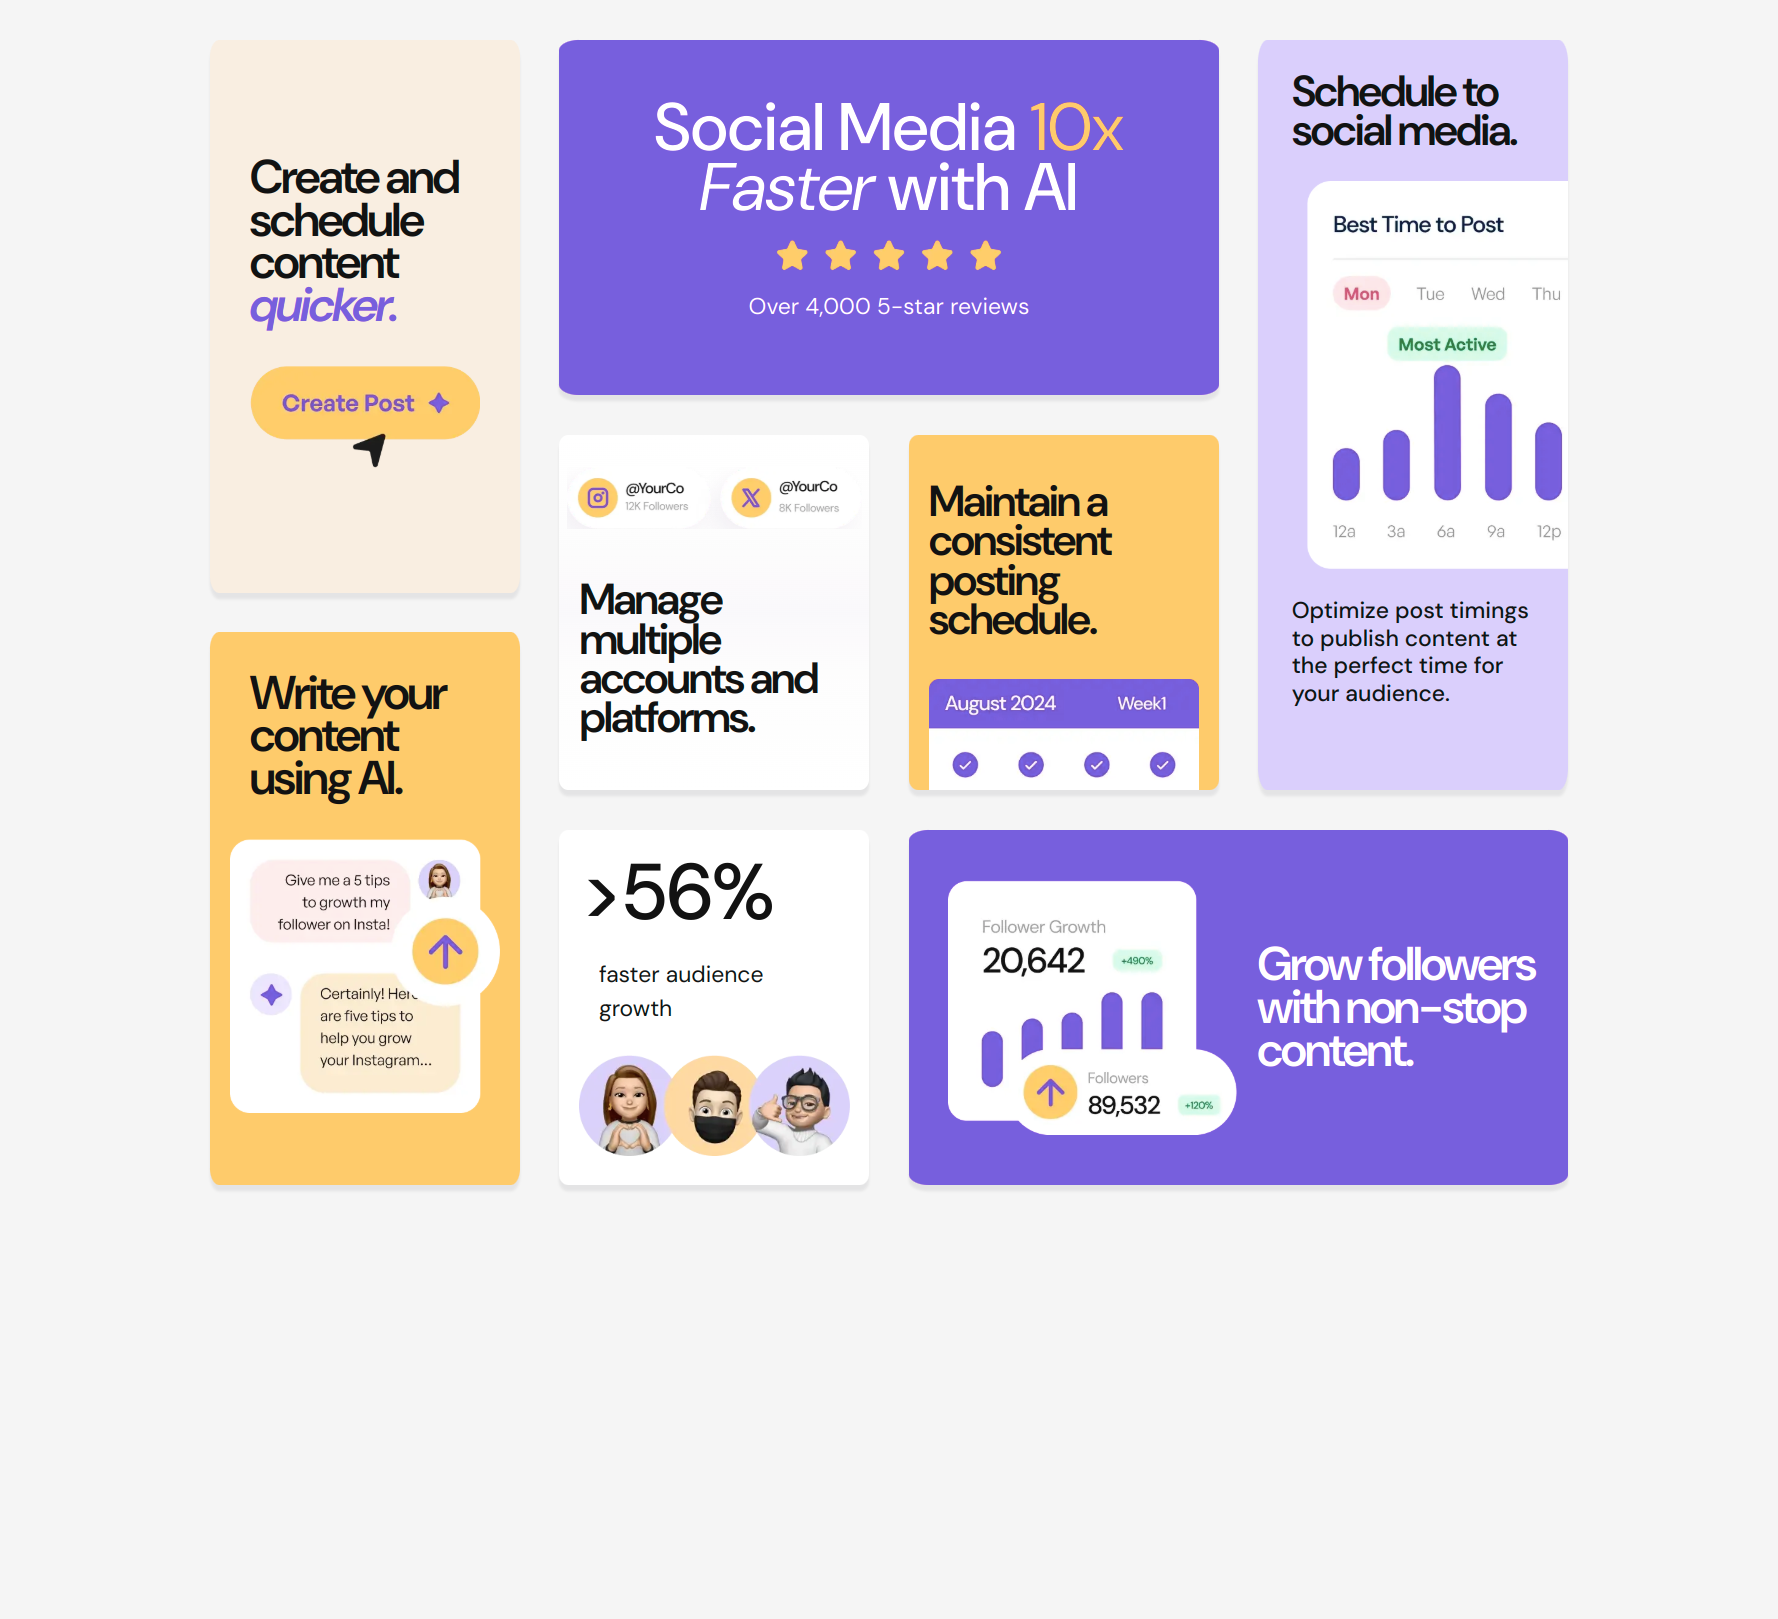 Create and
schedule
content
quicker.
Create Post
Social Media 10x
Faster with AI
Over 4,000 5-star reviews
Schedule to
social media.
Best Time to Post
Mon Tue Wed Thu
Most Active
12a 3a 6a 9a 12p
Optimize post timings
to publish content at
the perfect time for
your audience.
@YourCo
12K Followers
@YourCo
8K Followers
Manage
multiple
accounts and
platforms.
Maintain a
consistent
posting
schedule.
August 2024 Week1
Write your
content
using AI.
Give me a 5 tips
to growth my
follower on Insta!
Certainly! Here
are five tips to
help you grow
your Instagram...
>56%
faster audience
growth
Follower Growth
20,642 +490%
Followers
89,532 +120%
Grow followers
with non-stop
content.